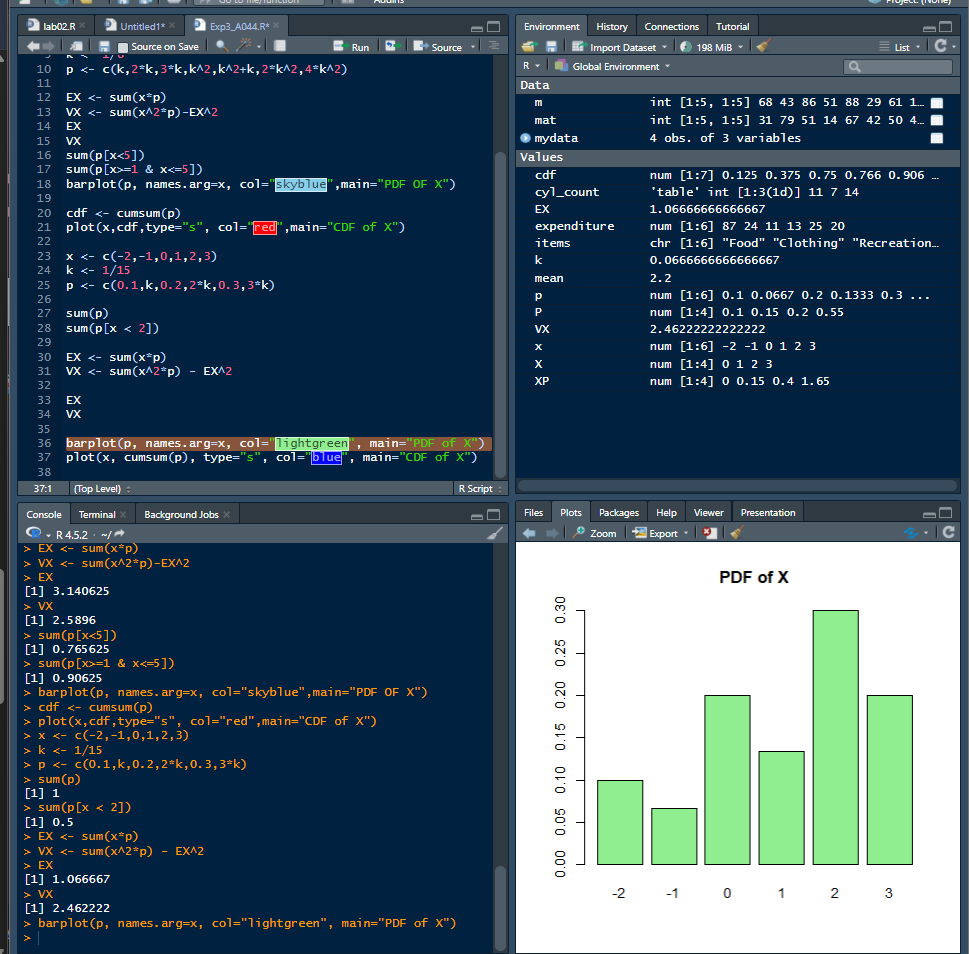 Go to file/function
Addins
Project: (None)
lab02.R
Untitled1*
Exp3_A044.R*
Source on Save
Run
Source
10 p <- c(k,2*k,3*k,k^2,k^2+k,2*k^2,4*k^2)
11
12 EX <- sum(x*p)
13 VX <- sum(x^2*p)-EX^2
14 EX
15 VX
16 sum(p[x<5])
17 sum(p[x>=1 & x<=5])
18 barplot(p, names.arg=x, col="skyblue",main="PDF OF X")
19
20 cdf <- cumsum(p)
21 plot(x,cdf,type="s", col="red",main="CDF of X")
22
23 x <- c(-2,-1,0,1,2,3)
24 k <- 1/15
25 p <- c(0.1,k,0.2,2*k,0.3,3*k)
26
27 sum(p)
28 sum(p[x < 2])
29
30 EX <- sum(x*p)
31 VX <- sum(x^2*p) - EX^2
32
33 EX
34 VX
35
36 barplot(p, names.arg=x, col="lightgreen", main="PDF of X")
37 plot(x, cumsum(p), type="s", col="blue", main="CDF of X")
38
37:1 (Top Level) R Script
Console Terminal Background Jobs
R 4.5.2 · ~/
> EX <- sum(x*p)
> VX <- sum(x^2*p)-EX^2
> EX
[1] 3.140625
> VX
[1] 2.5896
> sum(p[x<5])
[1] 0.765625
> sum(p[x>=1 & x<=5])
[1] 0.90625
> barplot(p, names.arg=x, col="skyblue",main="PDF OF X")
> cdf <- cumsum(p)
> plot(x,cdf,type="s", col="red",main="CDF of X")
> x <- c(-2,-1,0,1,2,3)
> k <- 1/15
> p <- c(0.1,k,0.2,2*k,0.3,3*k)
> sum(p)
[1] 1
> sum(p[x < 2])
[1] 0.5
> EX <- sum(x*p)
> VX <- sum(x^2*p) - EX^2
> EX
[1] 1.066667
> VX
[1] 2.462222
> barplot(p, names.arg=x, col="lightgreen", main="PDF of X")
>
Environment History Connections Tutorial
Import Dataset 198 MiB List
R Global Environment
Data
m int [1:5, 1:5] 68 43 86 51 88 29 61 1…
mat int [1:5, 1:5] 31 79 51 14 67 42 50 4…
mydata 4 obs. of 3 variables
Values
cdf num [1:7] 0.125 0.375 0.75 0.766 0.906 …
cyl_count 'table' int [1:3(1d)] 11 7 14
EX 1.06666666666667
expenditure num [1:6] 87 24 11 13 25 20
items chr [1:6] "Food" "Clothing" "Recreation…
k 0.0666666666666667
mean 2.2
p num [1:6] 0.1 0.0667 0.2 0.1333 0.3 ...
P num [1:4] 0.1 0.15 0.2 0.55
VX 2.46222222222222
x num [1:6] -2 -1 0 1 2 3
X num [1:4] 0 1 2 3
XP num [1:4] 0 0.15 0.4 1.65
Files Plots Packages Help Viewer Presentation
Zoom Export
PDF of X
0.30
0.25
0.20
0.15
0.10
0.05
0.00
-2 -1 0 1 2 3